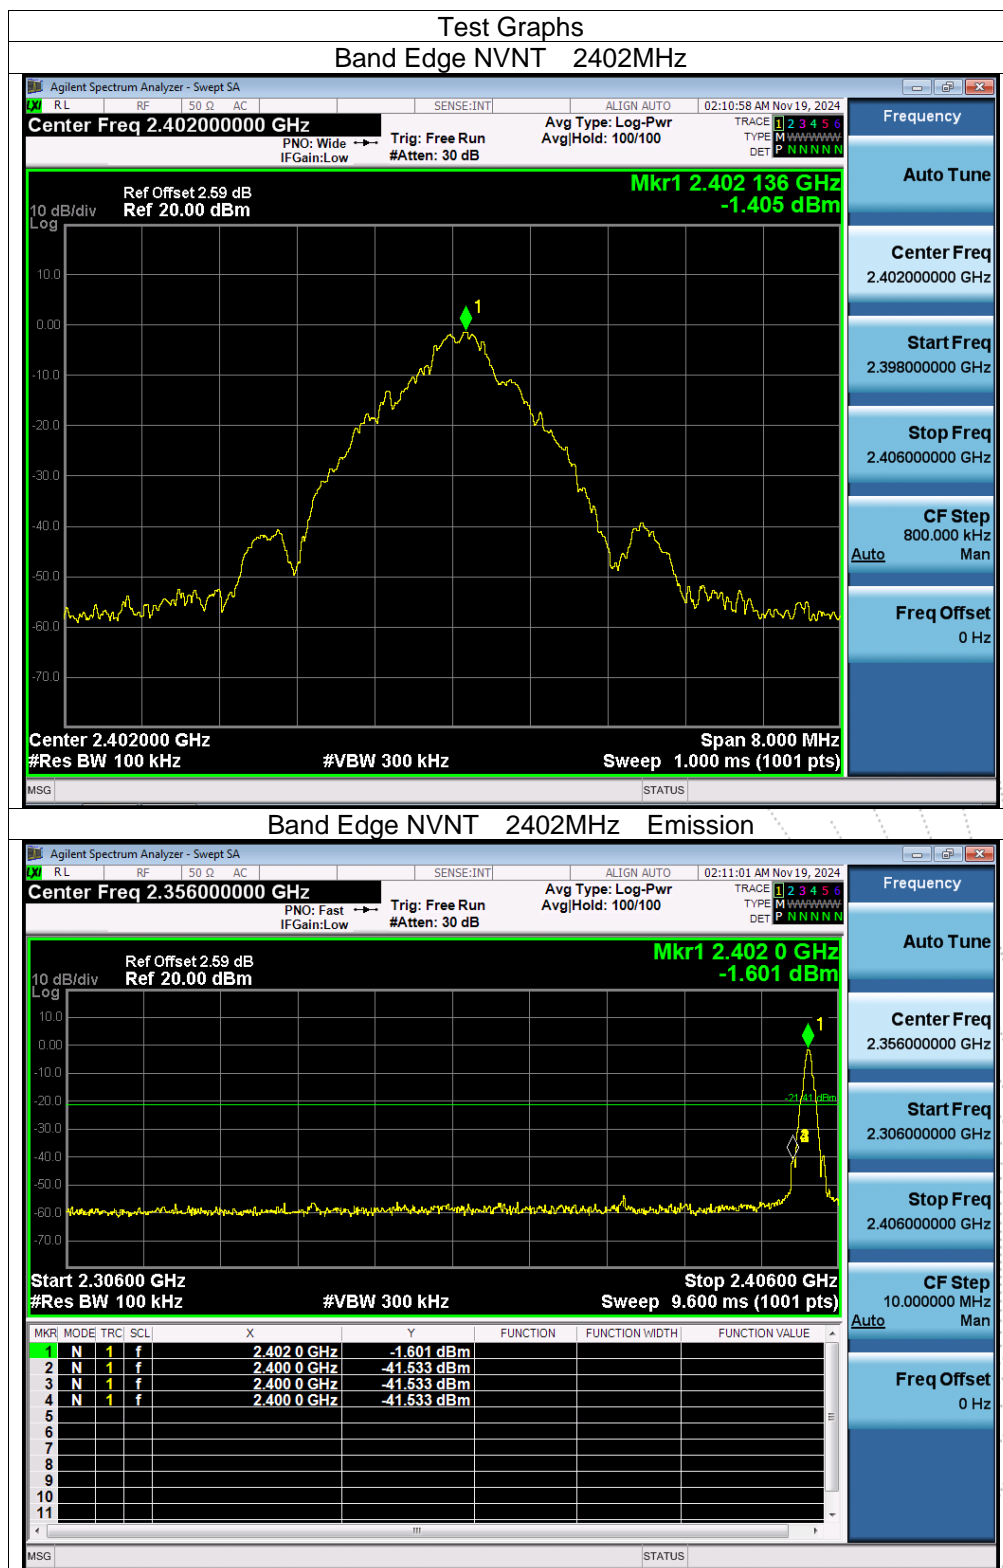 Test Graphs
Band Edge NVNT 2402MHz
Agilent Spectrum Analyzer - Swept SA
LXI RL RF 50 Ω AC SENSE:INT ALIGN AUTO 02:10:58 AM Nov 19, 2024
Center Freq 2.402000000 GHz
PNO: Wide
IFGain:Low
Trig: Free Run
#Atten: 30 dB
Avg Type: Log-Pwr
Avg|Hold: 100/100
TRACE 1 2 3 4 5 6
TYPE M WWWWW
DET P N N N N N
Frequency
Auto Tune
Center Freq
2.402000000 GHz
Start Freq
2.398000000 GHz
Stop Freq
2.406000000 GHz
CF Step
800.000 kHz
Auto Man
Freq Offset
0 Hz
Mkr1 2.402 136 GHz
-1.405 dBm
Ref Offset 2.59 dB
10 dB/div Ref 20.00 dBm
Log
1
10.0
0.00
-10.0
-20.0
-30.0
-40.0
-50.0
-60.0
-70.0
Center 2.402000 GHz Span 8.000 MHz
#Res BW 100 kHz #VBW 300 kHz Sweep 1.000 ms (1001 pts)
MSG STATUS
Band Edge NVNT 2402MHz Emission
Agilent Spectrum Analyzer - Swept SA
LXI RL RF 50 Ω AC SENSE:INT ALIGN AUTO 02:11:01 AM Nov 19, 2024
Center Freq 2.356000000 GHz
PNO: Fast
IFGain:Low
Trig: Free Run
#Atten: 30 dB
Avg Type: Log-Pwr
Avg|Hold: 100/100
TRACE 1 2 3 4 5 6
TYPE M WWWWW
DET P N N N N N
Frequency
Auto Tune
Center Freq
2.356000000 GHz
Start Freq
2.306000000 GHz
Stop Freq
2.406000000 GHz
CF Step
10.000000 MHz
Auto Man
Freq Offset
0 Hz
Mkr1 2.402 0 GHz
-1.601 dBm
Ref Offset 2.59 dB
10 dB/div Ref 20.00 dBm
Log
1
10.0
0.00
-10.0
-20.0
-21.41 dBm
-30.0
-40.0
-50.0
-60.0
-70.0
Start 2.30600 GHz Stop 2.40600 GHz
#Res BW 100 kHz #VBW 300 kHz Sweep 9.600 ms (1001 pts)
MKR MODE TRC SCL X Y FUNCTION FUNCTION WIDTH FUNCTION VALUE
1 N 1 f 2.402 0 GHz -1.601 dBm
2 N 1 f 2.400 0 GHz -41.533 dBm
3 N 1 f 2.400 0 GHz -41.533 dBm
4 N 1 f 2.400 0 GHz -41.533 dBm
5
6
7
8
9
10
11
MSG STATUS